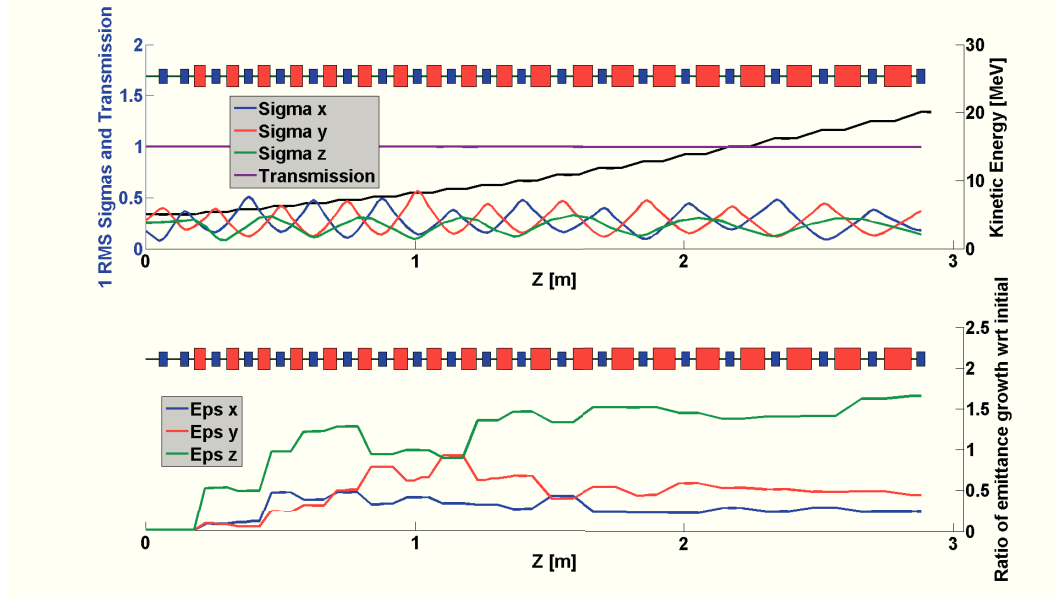 1 RMS Sigmas and Transmission
2
1.5
1
0.5
0
Sigma x
Sigma y
Sigma z
Transmission
30
20
10
0
Kinetic Energy [MeV]
0 1 2 3
Z [m]
Eps x
Eps y
Eps z
2.5
2
1.5
1
0.5
0
Ratio of emittance growth wrt initial
0 1 2 3
Z [m]